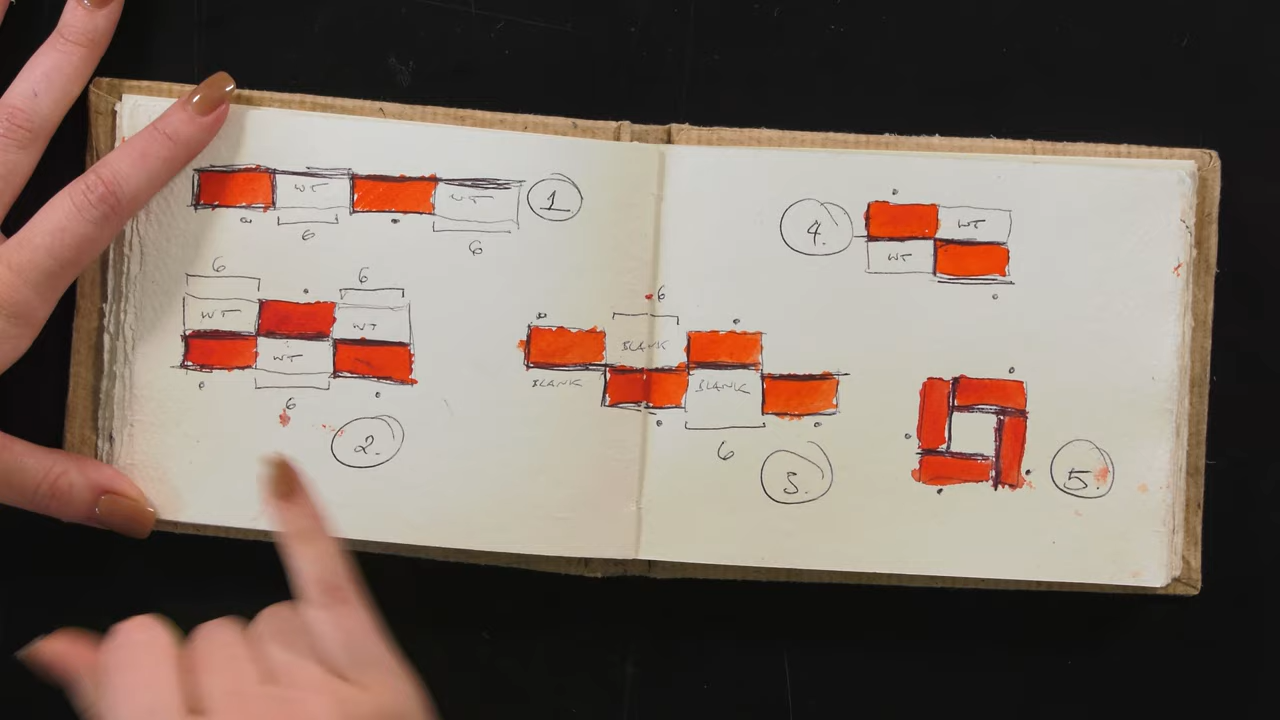 WT WT 1
6 6
6 6
WT WT
WT
6
2.
6
BLANK
BLANK BLANK
6
3.
4. WT
WT
5.